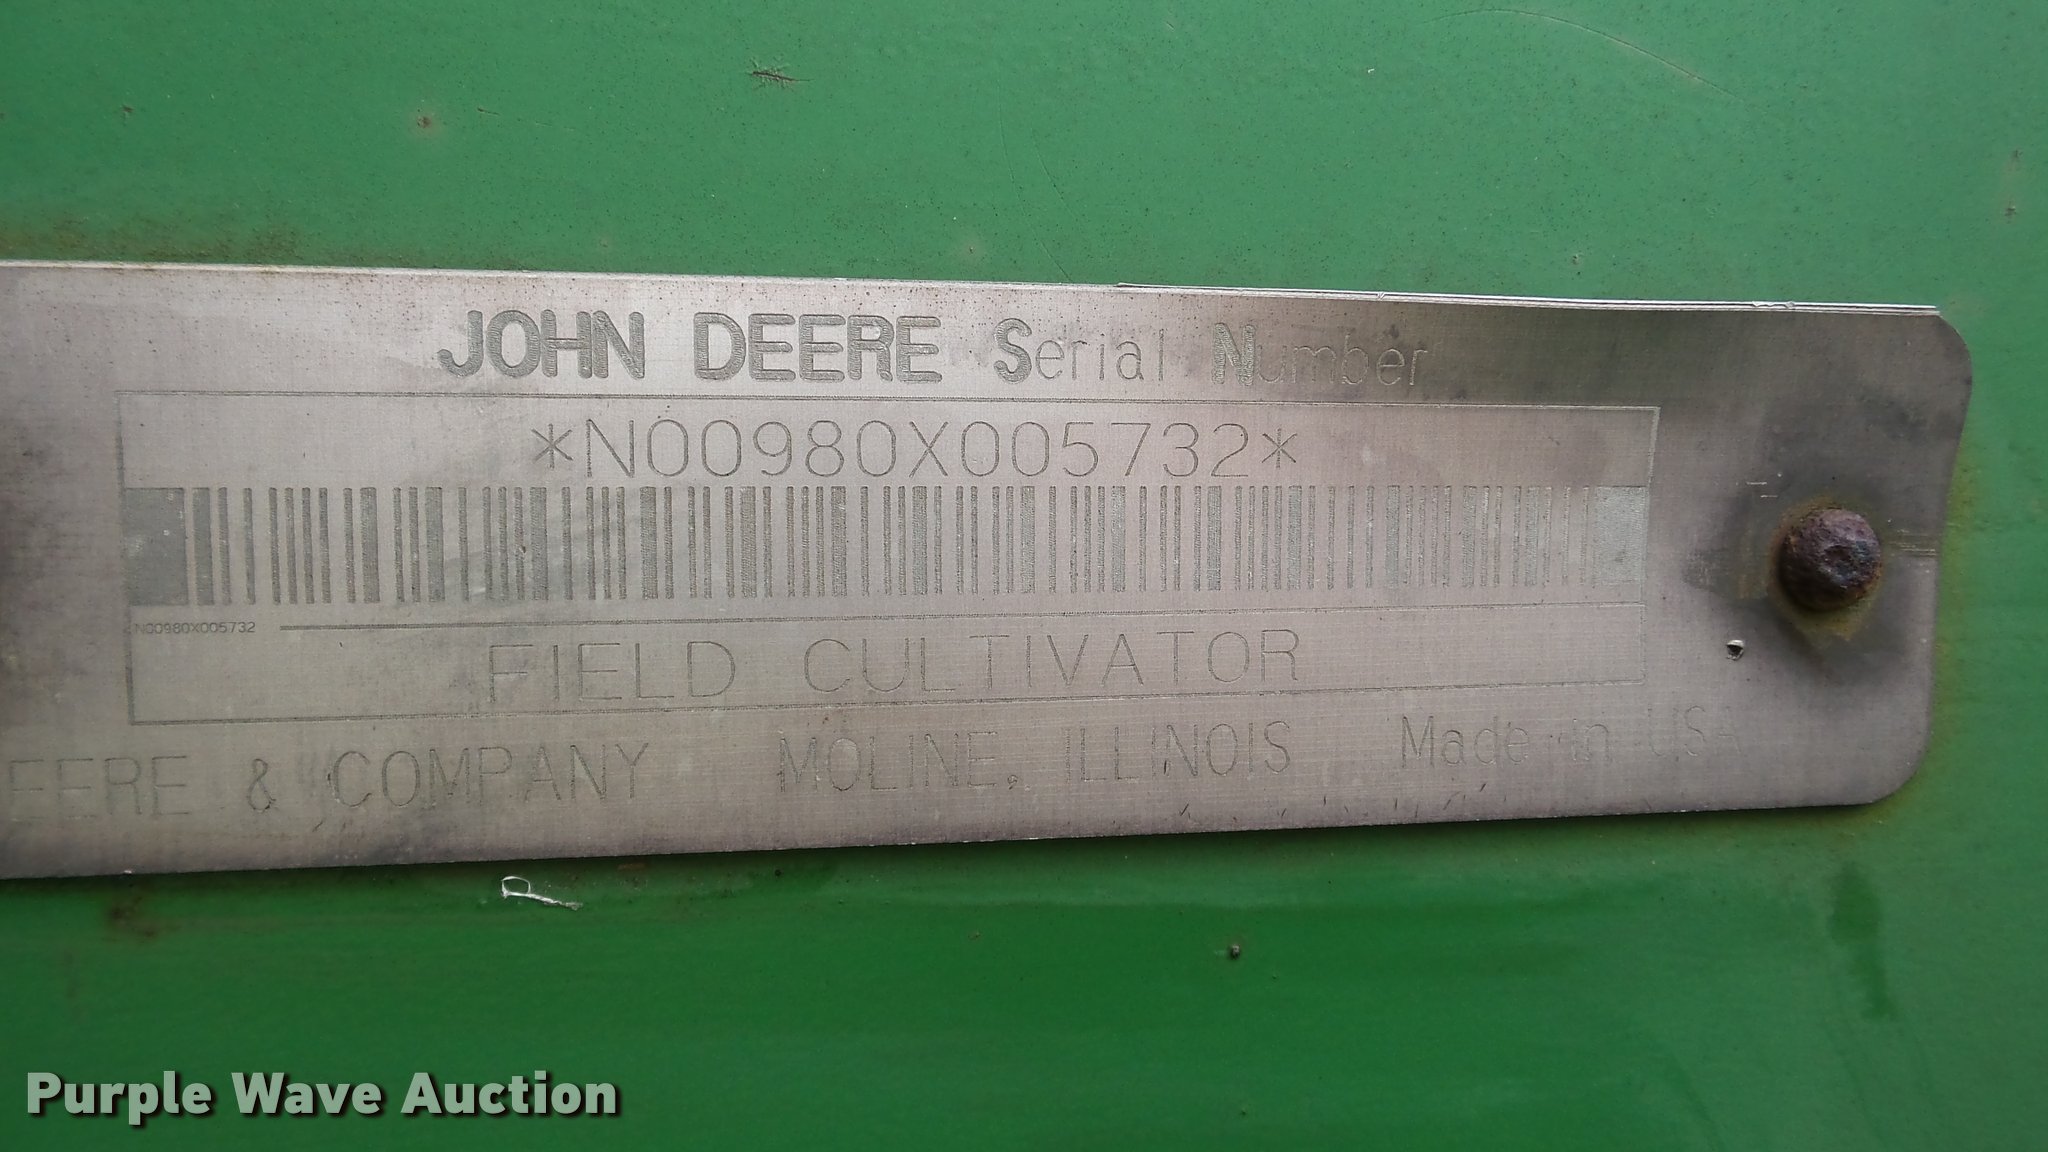 JOHN DEERE Serial Number
*N00980X005732*
N00980X005732
FIELD CULTIVATOR
EERE & COMPANY MOLINE, ILLINOIS Made in USA
Purple Wave Auction